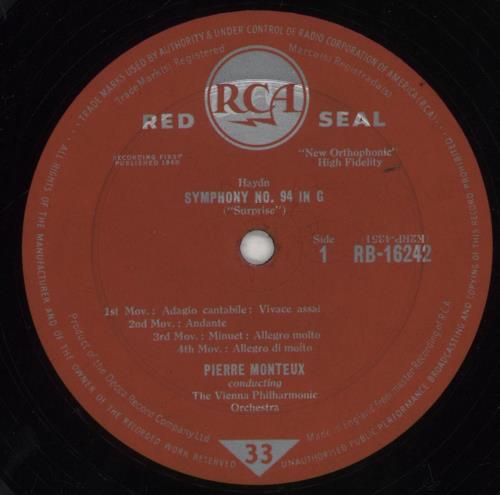 TRADE MARKS USED BY AUTHORITY & UNDER CONTROL OF RADIO CORPORATION OF AMERICA (RCA)
Trade Mark(s) Registered
Marca(s) Registrada(s)
RCA
RED SEAL
RECORDING FIRST
PUBLISHED 1960
"New Orthophonic"
High Fidelity
Haydn
SYMPHONY NO. 94 IN G
("Surprise")
Side
1
K2RP-4351
RB-16242
1st Mov.: Adagio cantabile: Vivace assai
2nd Mov.: Andante
3rd Mov.: Minuet: Allegro molto
4th Mov.: Allegro di molto
PIERRE MONTEUX
conducting
The Vienna Philharmonic
Orchestra
Product of the Decca Record Company Ltd
Made in England from master Recording of RCA
33
ALL RIGHTS OF THE MANUFACTURER AND OF THE OWNER OF THE RECORDED WORK RESERVED
UNAUTHORISED PUBLIC PERFORMANCE BROADCASTING AND COPYING OF THIS RECORD PROHIBITED